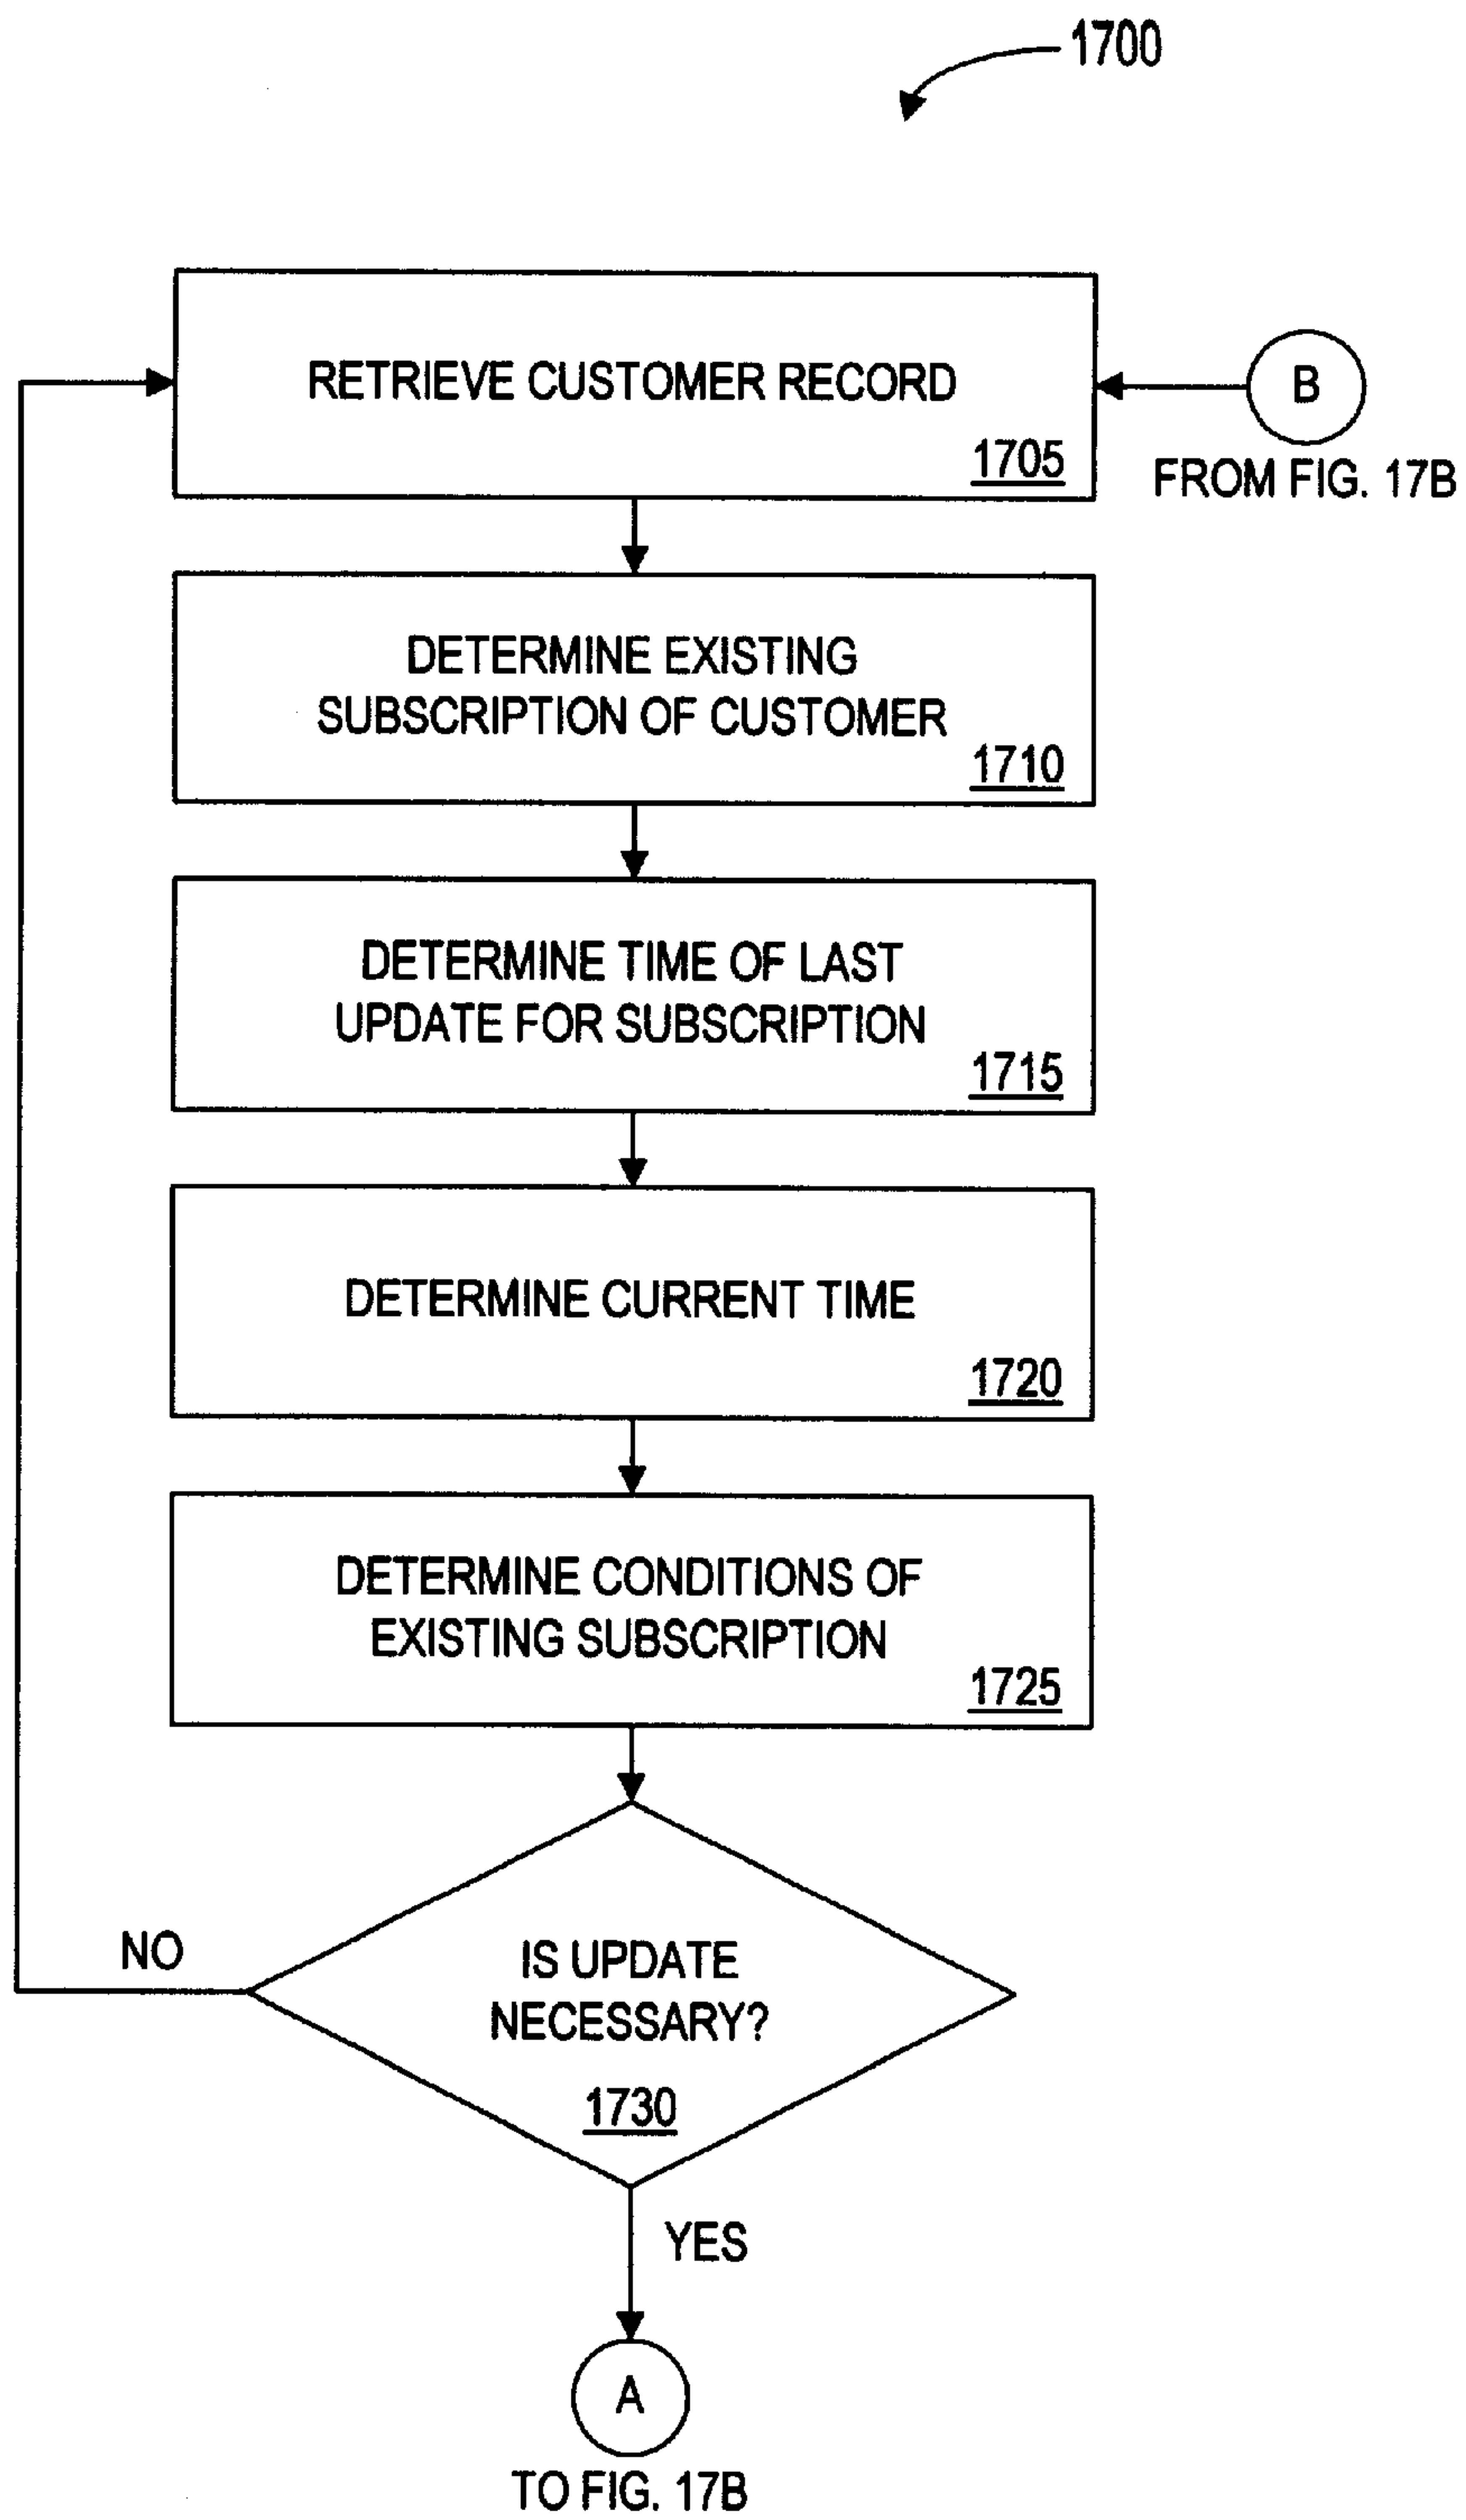 1700
RETRIEVE CUSTOMER RECORD
1705
B
FROM FIG. 17B
DETERMINE EXISTING
SUBSCRIPTION OF CUSTOMER
1710
DETERMINE TIME OF LAST
UPDATE FOR SUBSCRIPTION
1715
DETERMINE CURRENT TIME
1720
DETERMINE CONDITIONS OF
EXISTING SUBSCRIPTION
1725
NO
IS UPDATE
NECESSARY?
1730
YES
A
TO FIG. 17B